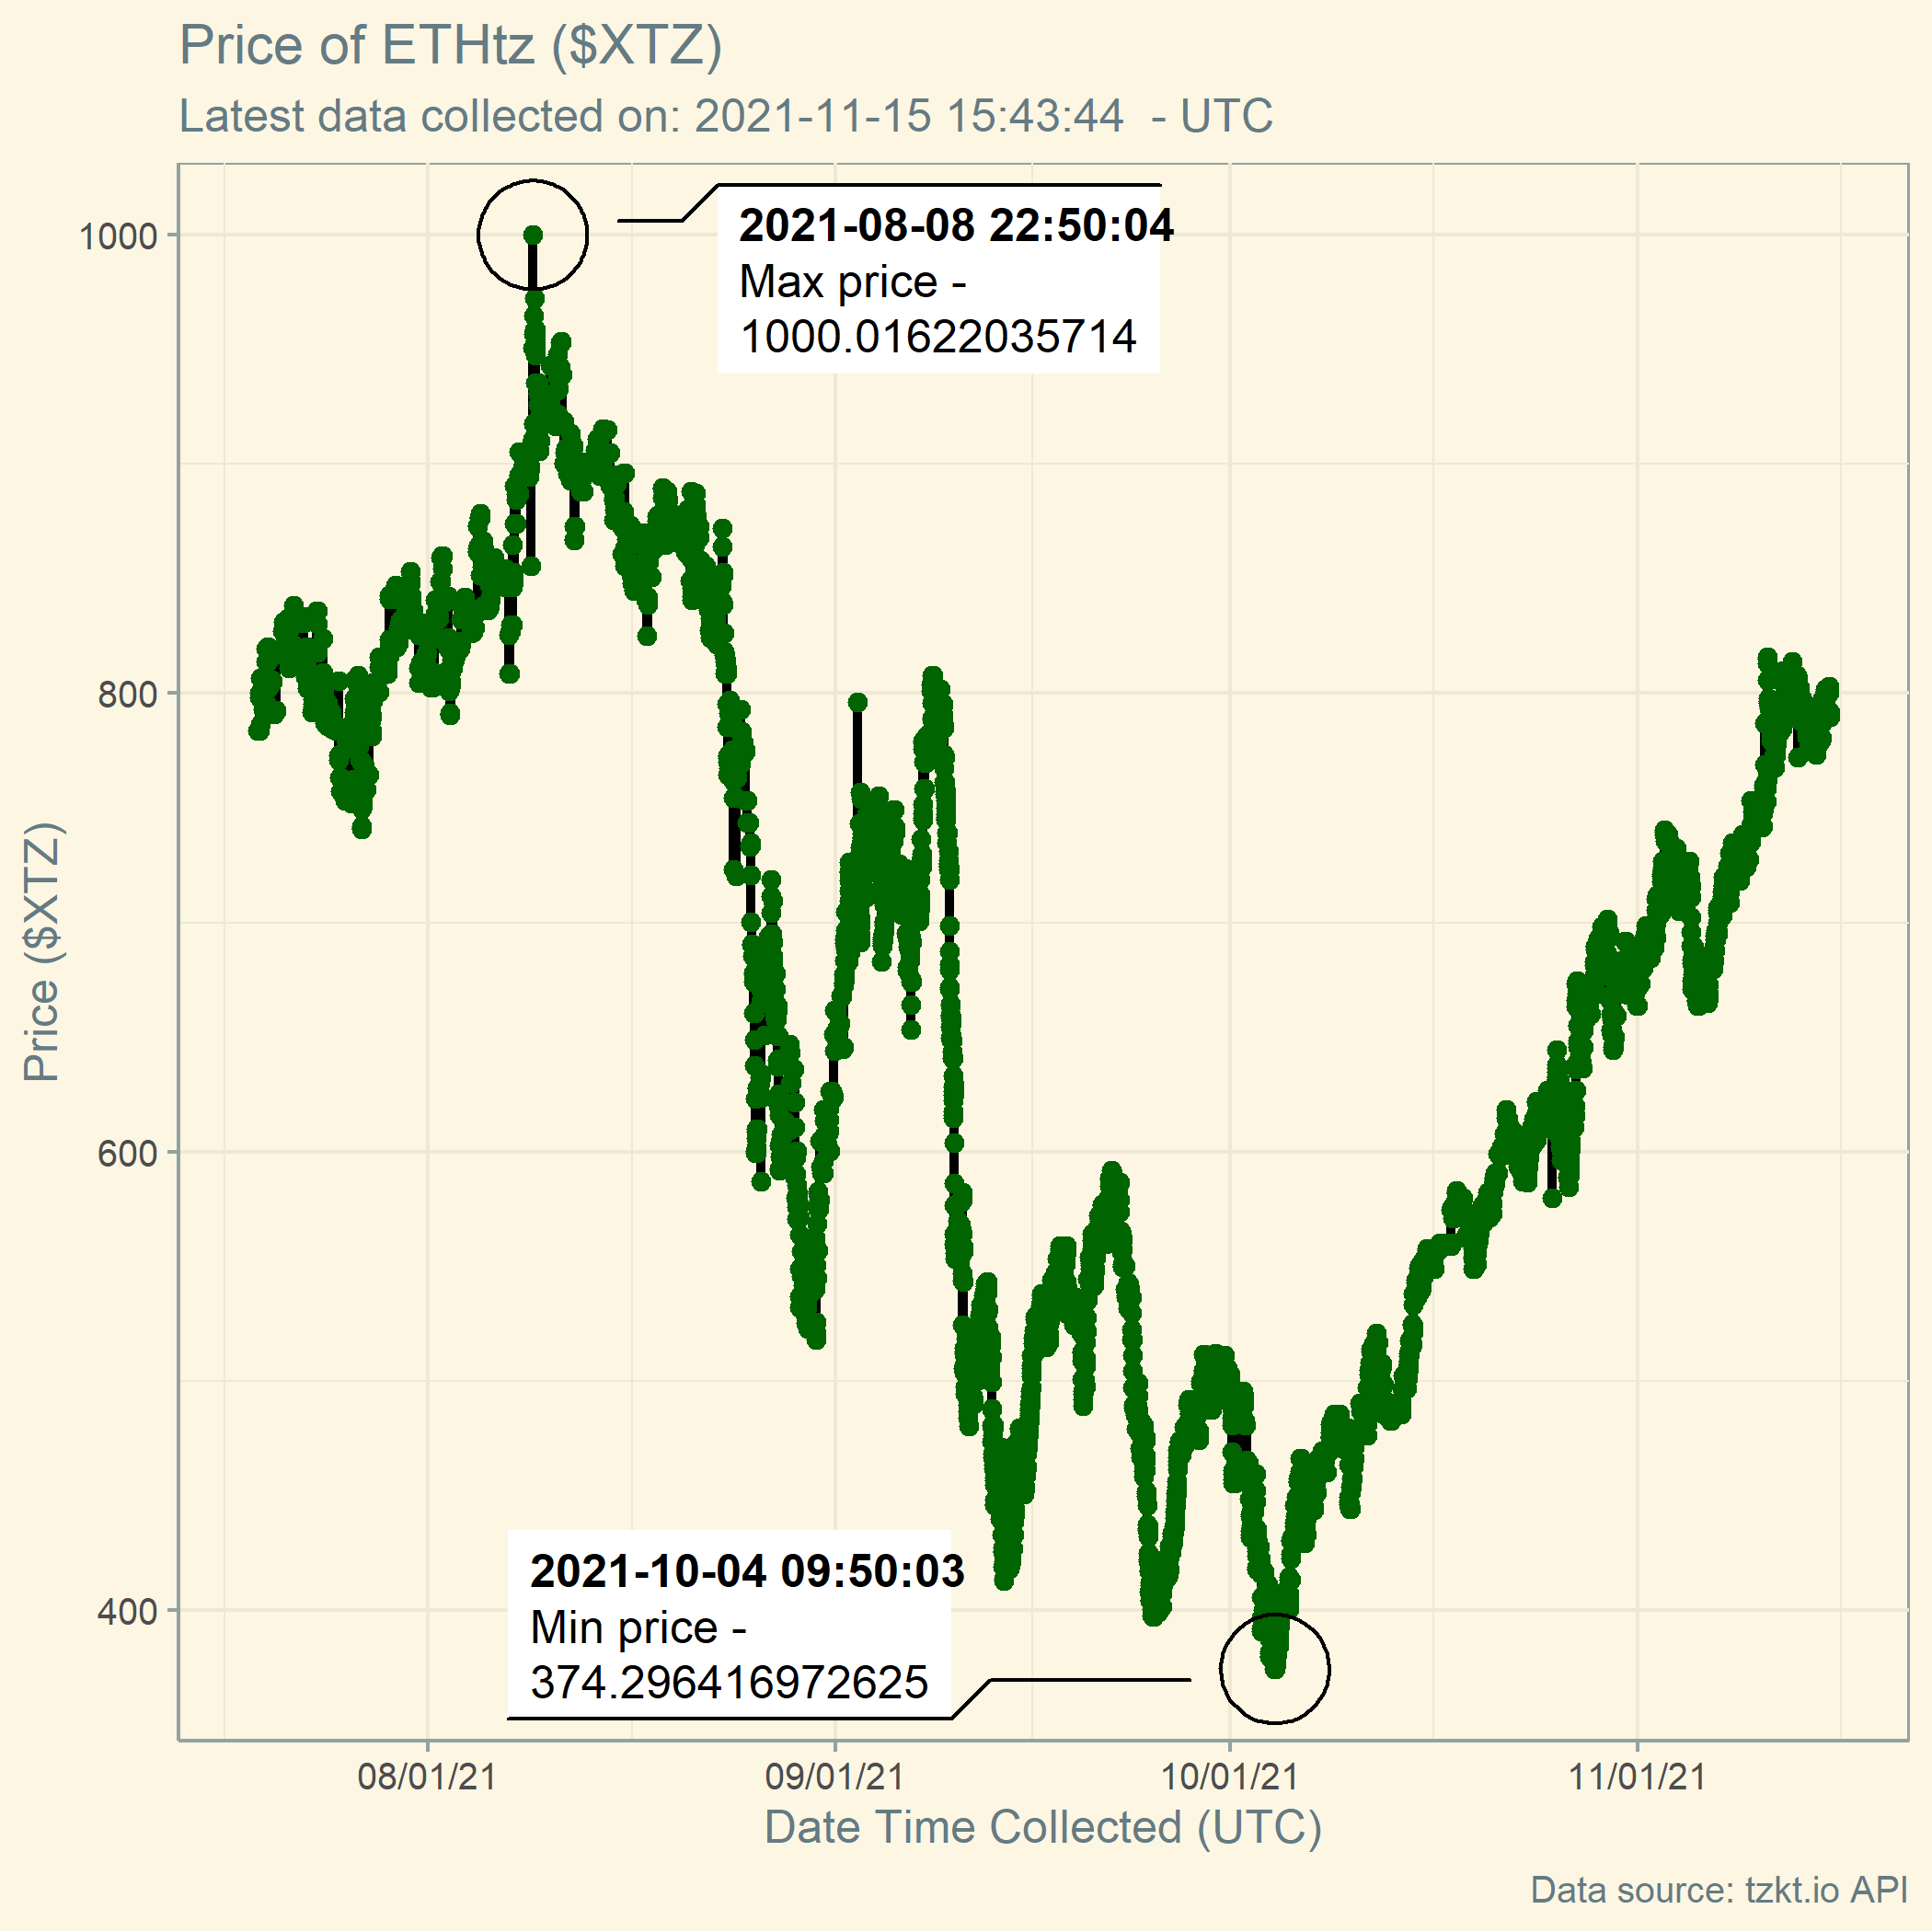 Price of ETHtz ($XTZ)
Latest data collected on: 2021-11-15 15:43:44  - UTC
2021-08-08 22:50:04
Max price -
1000.01622035714
1000
800
600
400
Price ($XTZ)
2021-10-04 09:50:03
Min price -
374.296416972625
08/01/21
09/01/21
10/01/21
11/01/21
Date Time Collected (UTC)
Data source: tzkt.io API